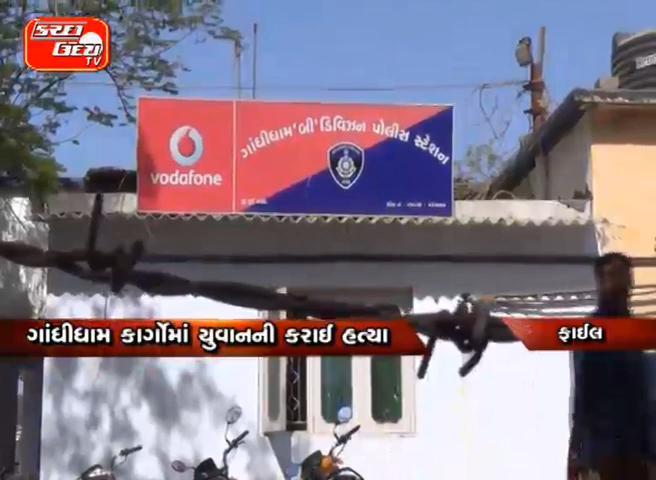 કચ્છ
ઉદય
TV
vodafone
ગાંધીધામ 'બી' ડિવિઝન પોલીસ સ્ટેશન
ગાંધીધામ કાર્ગોમાં યુવાનની કરાઈ હત્યા
ફાઈલ